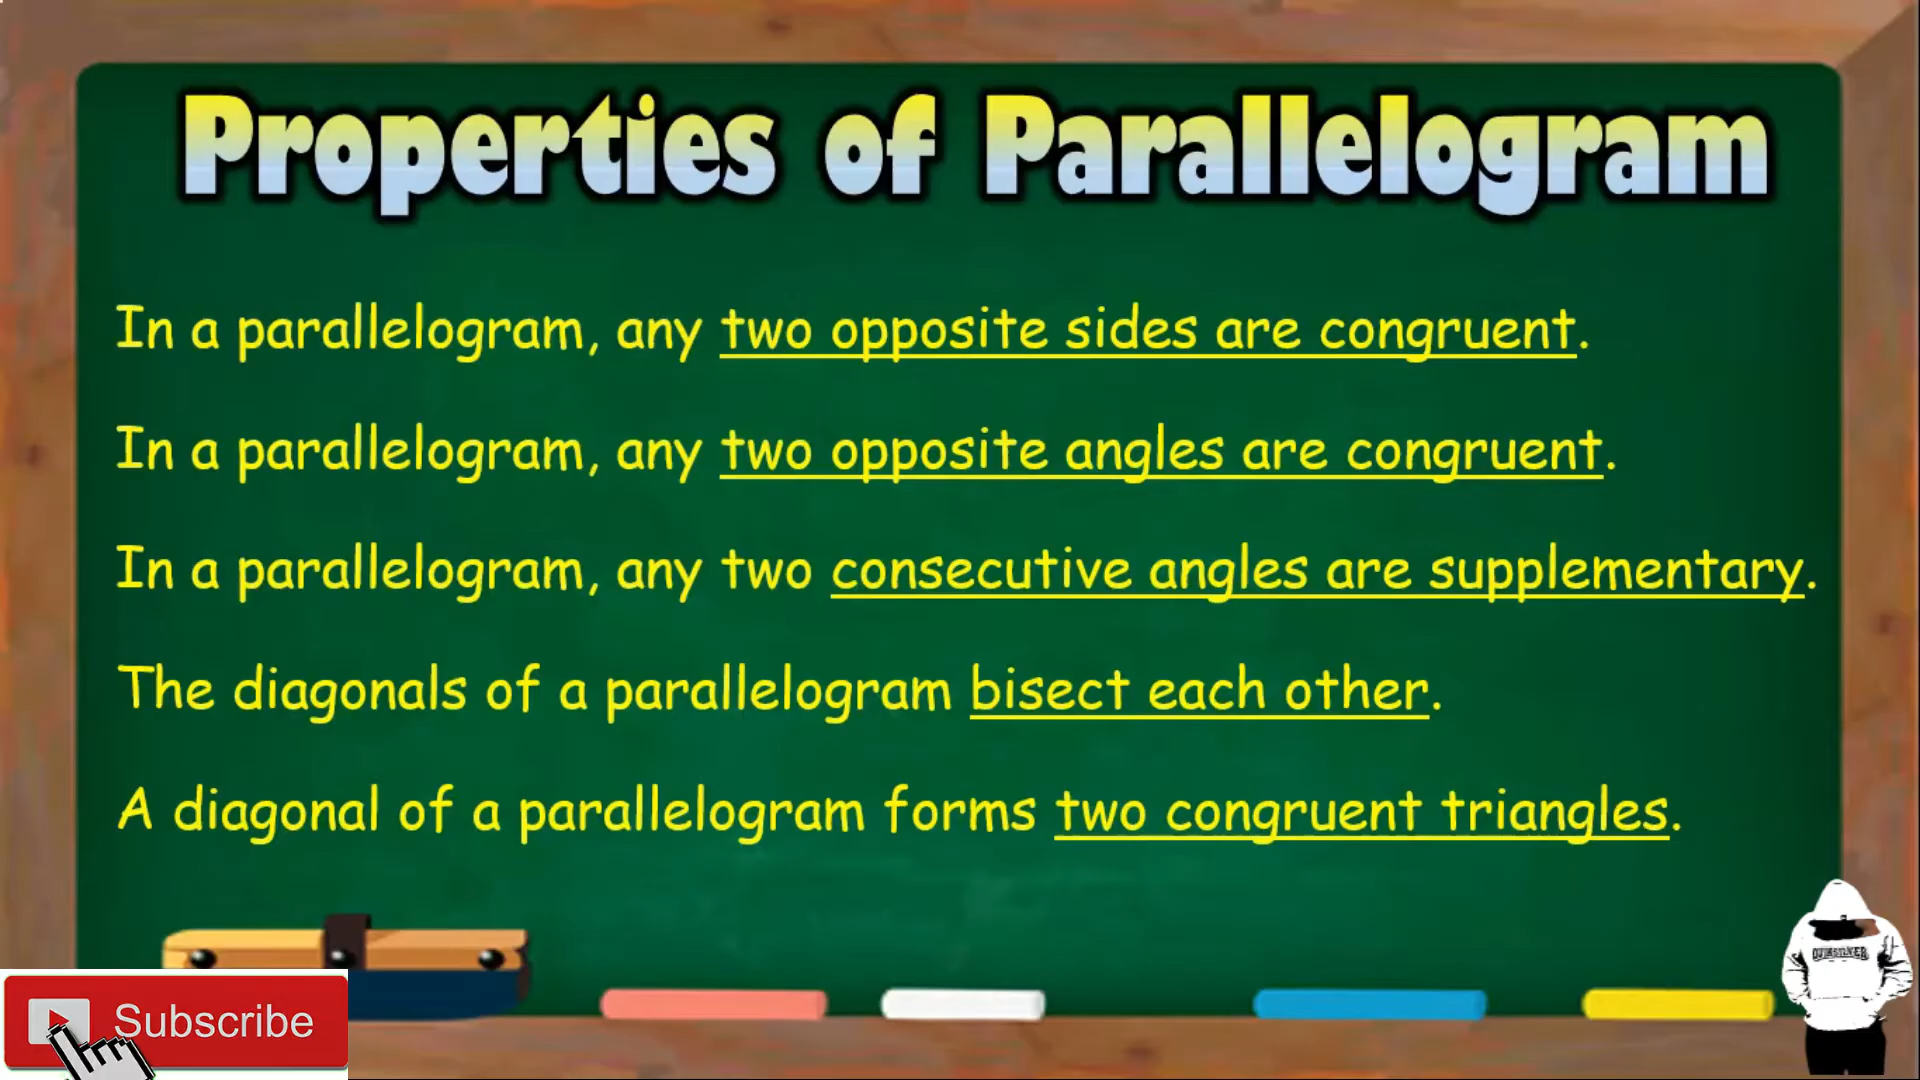 Properties of Parallelogram
In a parallelogram, any two opposite sides are congruent.
In a parallelogram, any two opposite angles are congruent.
In a parallelogram, any two consecutive angles are supplementary.
The diagonals of a parallelogram bisect each other.
A diagonal of a parallelogram forms two congruent triangles.
Subscribe